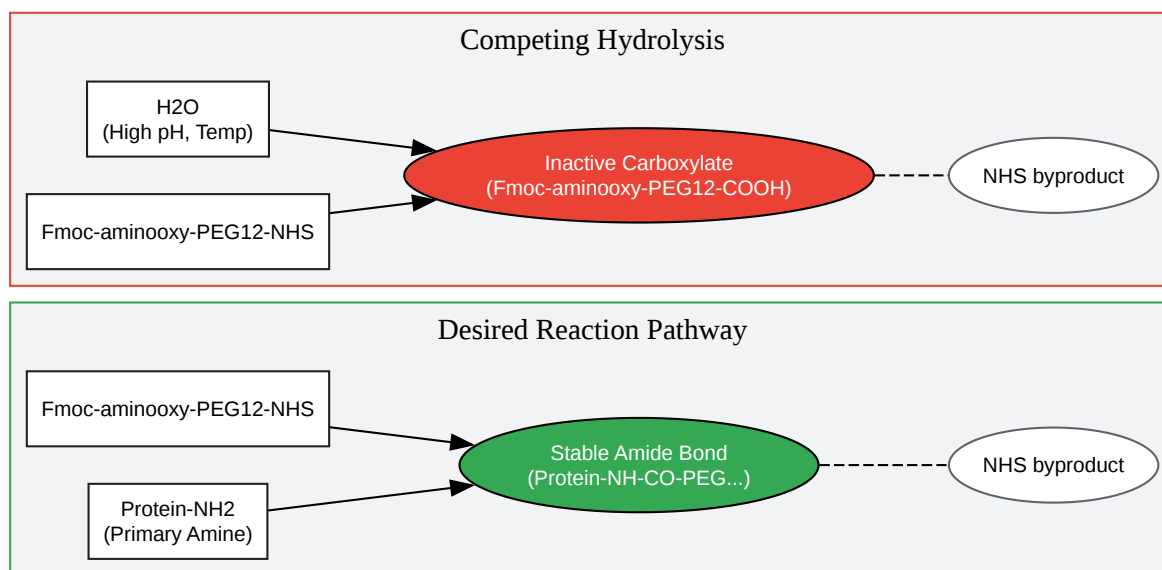 Competing Hydrolysis
H2O
(High pH, Temp)
Inactive Carboxylate
(Fmoc-aminooxy-PEG12-COOH)
NHS byproduct
Fmoc-aminooxy-PEG12-NHS
Desired Reaction Pathway
Fmoc-aminooxy-PEG12-NHS
Stable Amide Bond
(Protein-NH-CO-PEG...)
NHS byproduct
Protein-NH2
(Primary Amine)